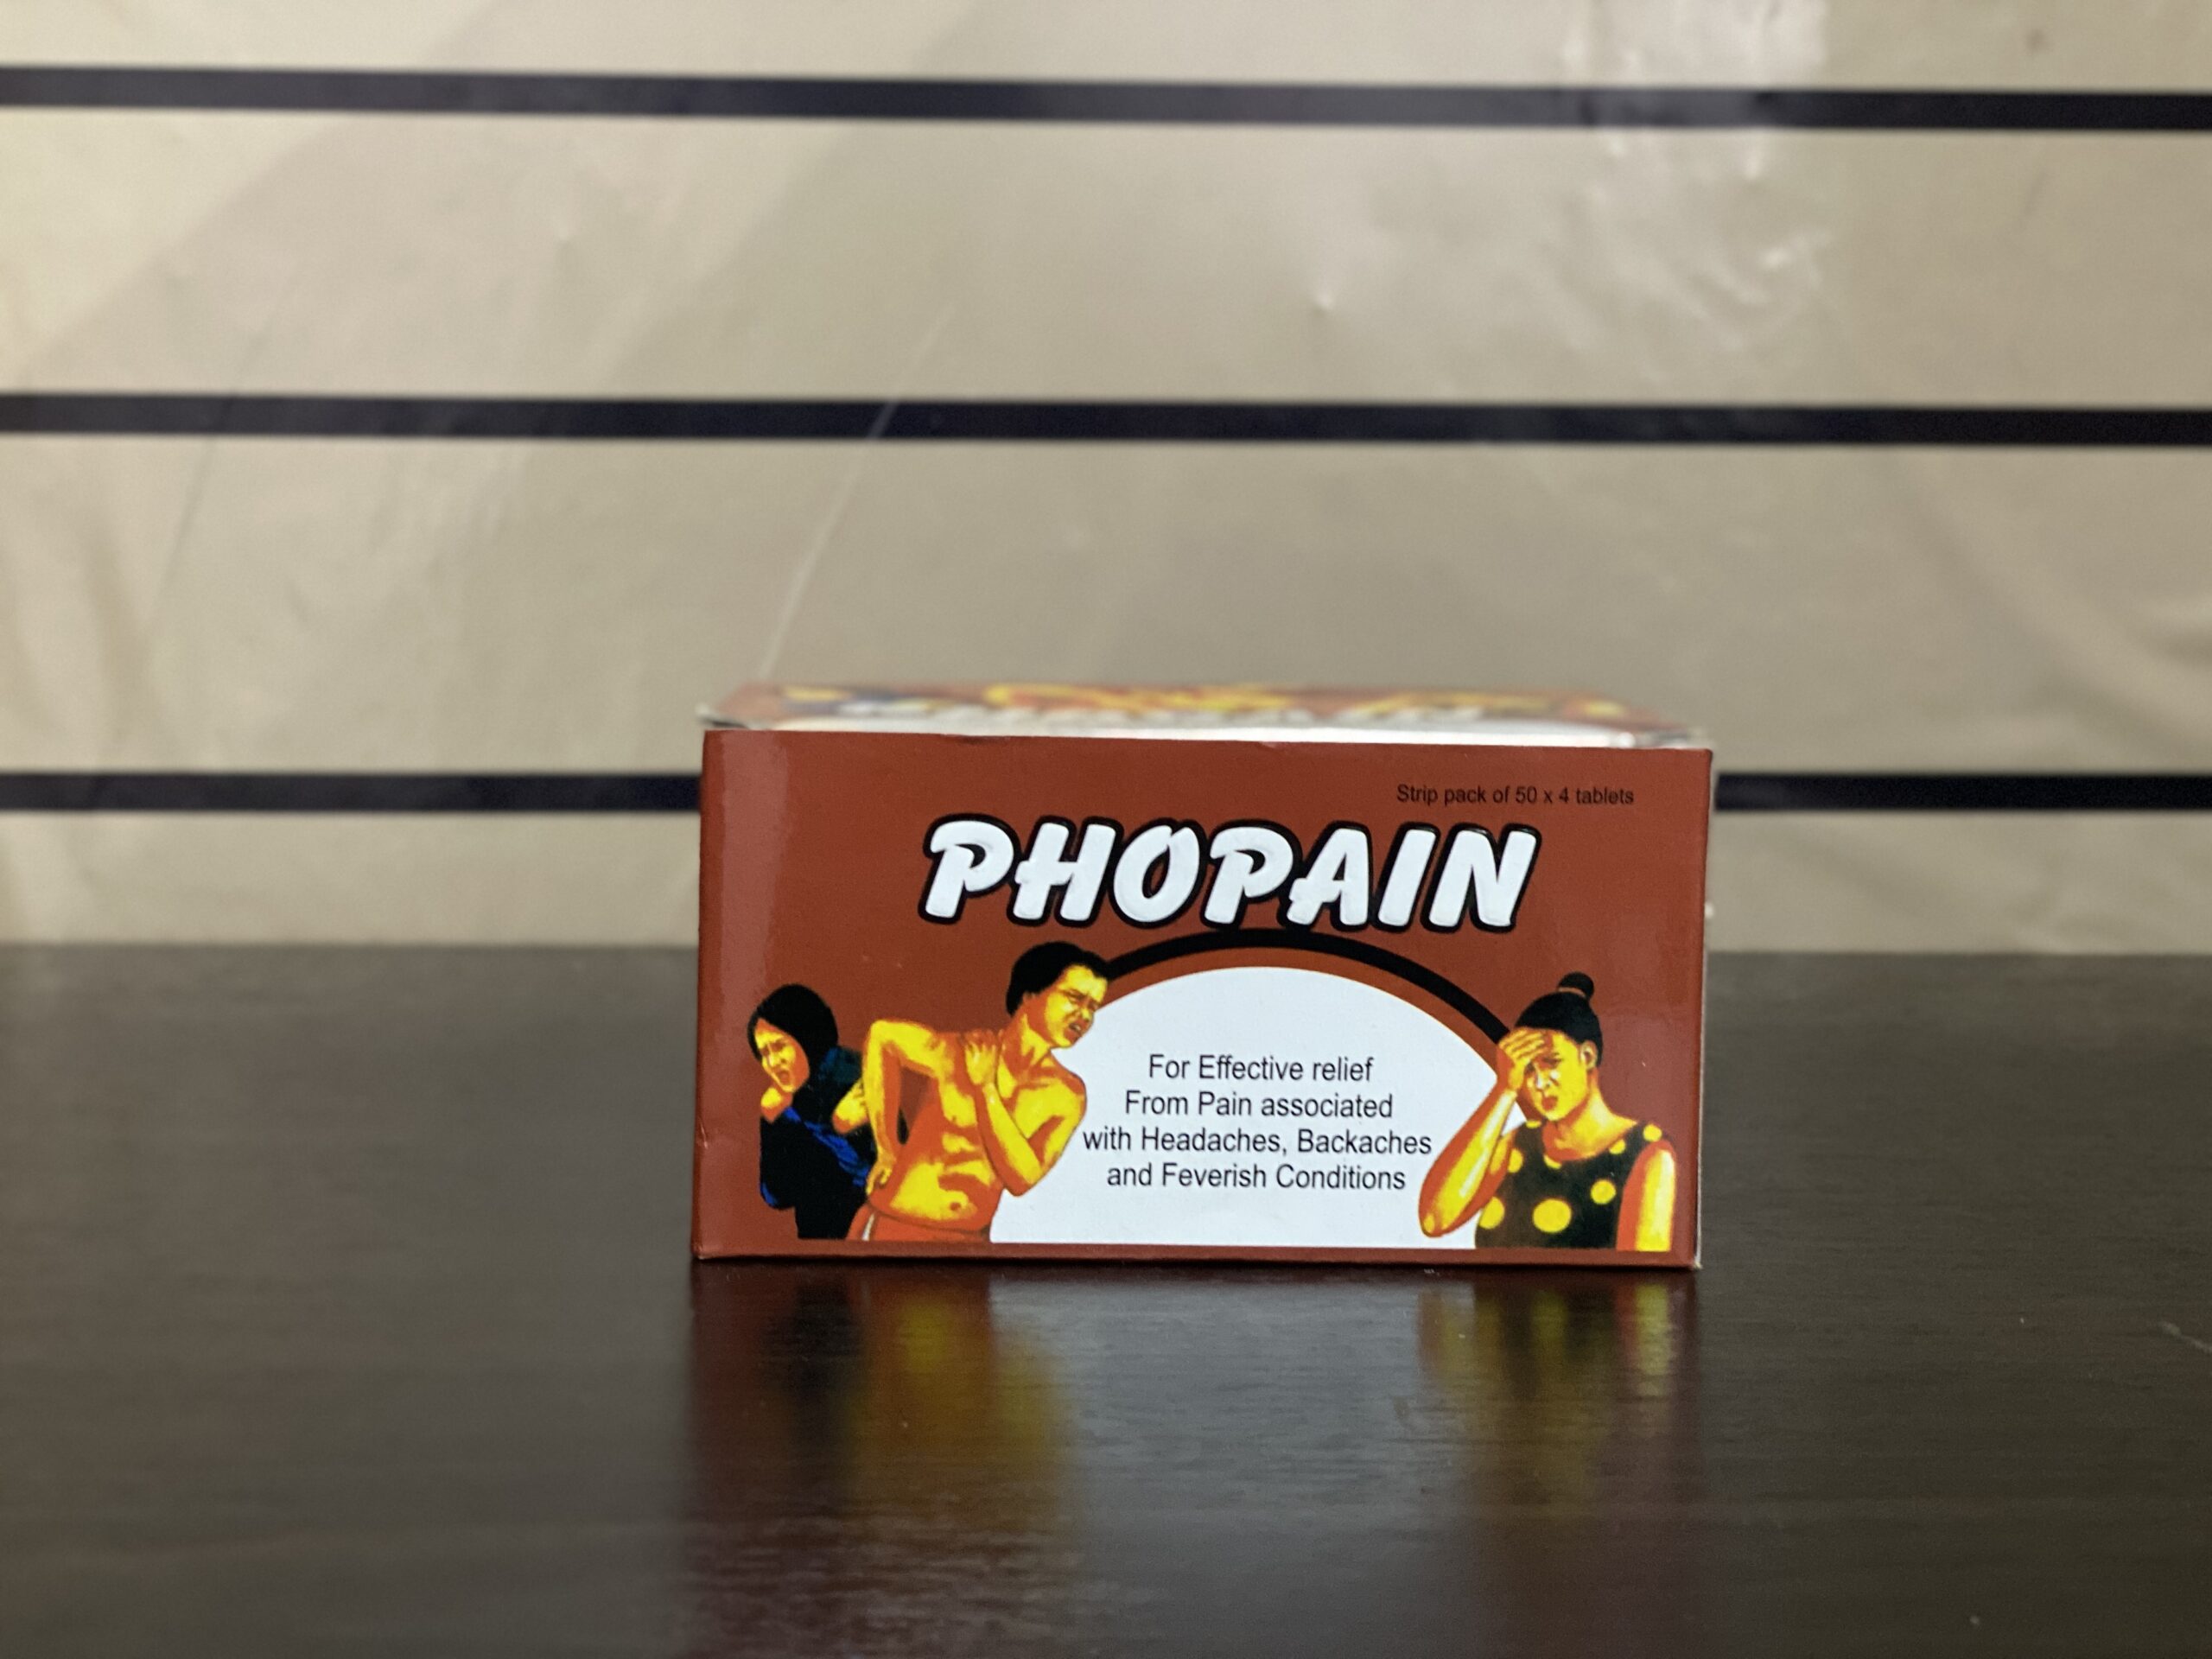 Strip pack of 50 x 4 tablets
PHOPAIN
For Effective relief
From Pain associated
with Headaches, Backaches
and Feverish Conditions